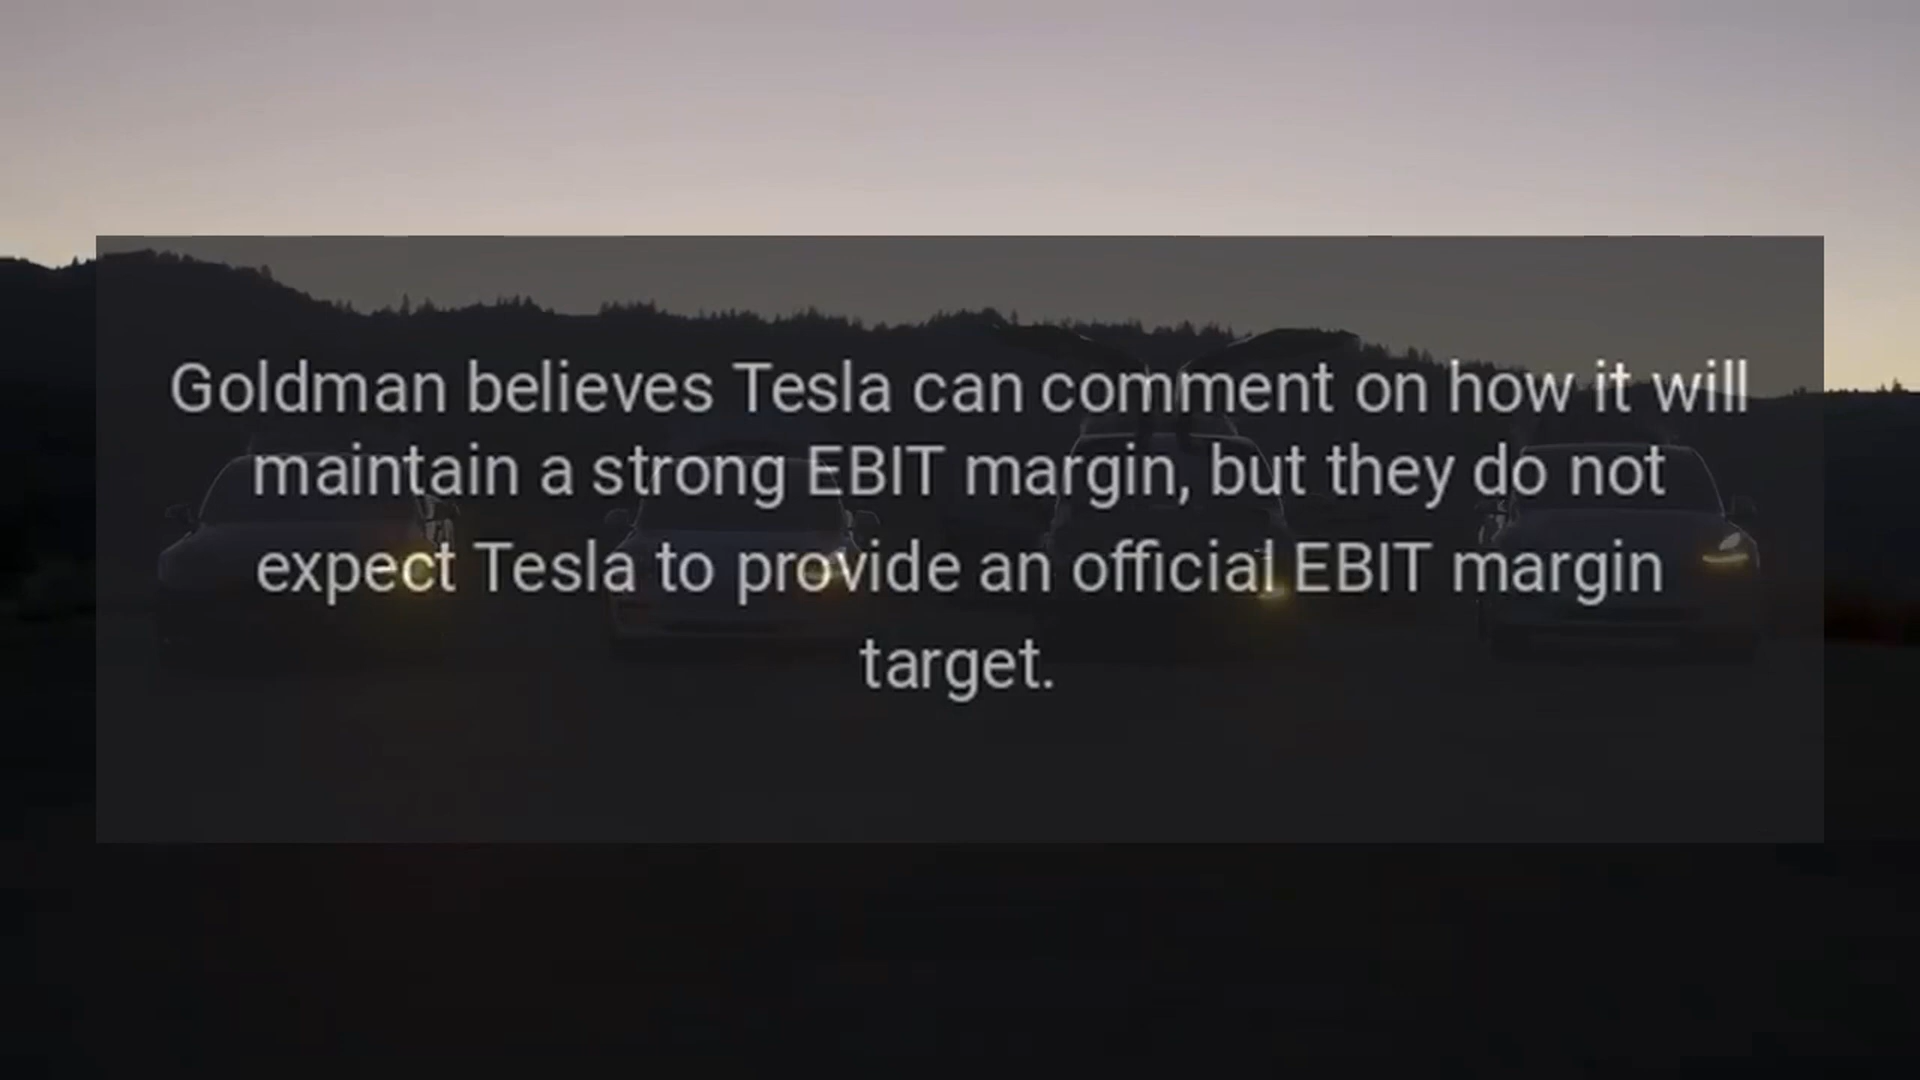 Goldman believes Tesla can comment on how it will
maintain a strong EBIT margin, but they do not
expect Tesla to provide an official EBIT margin
target.